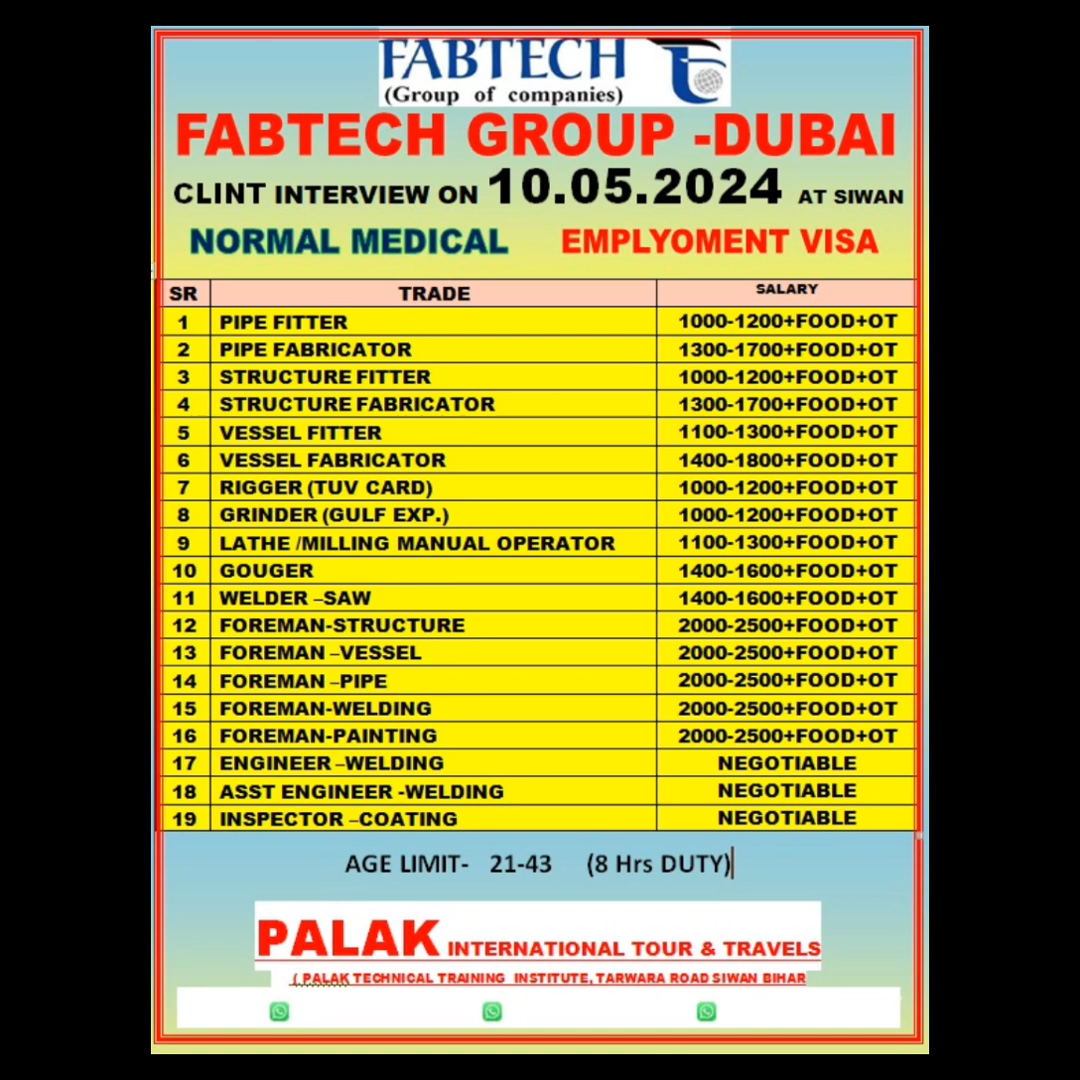 FABTECH
(Group of companies)
FABTECH GROUP -DUBAI
CLINT INTERVIEW ON 10.05.2024 AT SIWAN
NORMAL MEDICAL EMPLYOMENT VISA
SR TRADE SALARY
1 PIPE FITTER 1000-1200+FOOD+OT
2 PIPE FABRICATOR 1300-1700+FOOD+OT
3 STRUCTURE FITTER 1000-1200+FOOD+OT
4 STRUCTURE FABRICATOR 1300-1700+FOOD+OT
5 VESSEL FITTER 1100-1300+FOOD+OT
6 VESSEL FABRICATOR 1400-1800+FOOD+OT
7 RIGGER (TUV CARD) 1000-1200+FOOD+OT
8 GRINDER (GULF EXP.) 1000-1200+FOOD+OT
9 LATHE /MILLING MANUAL OPERATOR 1100-1300+FOOD+OT
10 GOUGER 1400-1600+FOOD+OT
11 WELDER –SAW 1400-1600+FOOD+OT
12 FOREMAN-STRUCTURE 2000-2500+FOOD+OT
13 FOREMAN –VESSEL 2000-2500+FOOD+OT
14 FOREMAN –PIPE 2000-2500+FOOD+OT
15 FOREMAN-WELDING 2000-2500+FOOD+OT
16 FOREMAN-PAINTING 2000-2500+FOOD+OT
17 ENGINEER –WELDING NEGOTIABLE
18 ASST ENGINEER -WELDING NEGOTIABLE
19 INSPECTOR –COATING NEGOTIABLE
AGE LIMIT- 21-43 (8 Hrs DUTY)
PALAK INTERNATIONAL TOUR & TRAVELS
( PALAK TECHNICAL TRAINING INSTITUTE, TARWARA ROAD SIWAN BIHAR